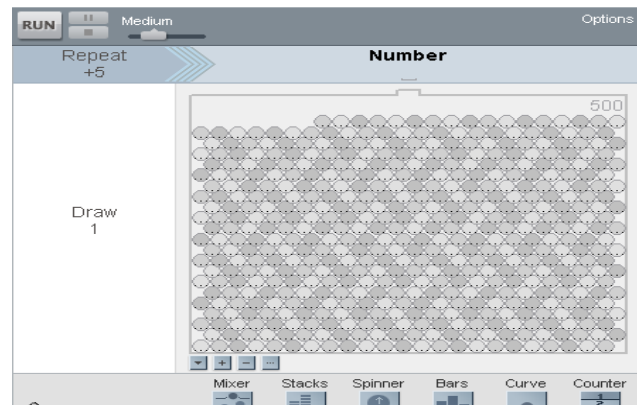 RUN
Medium
Options
Repeat
+5
Number
500
Draw
1
Mixer
Stacks
Spinner
Bars
Curve
Counter